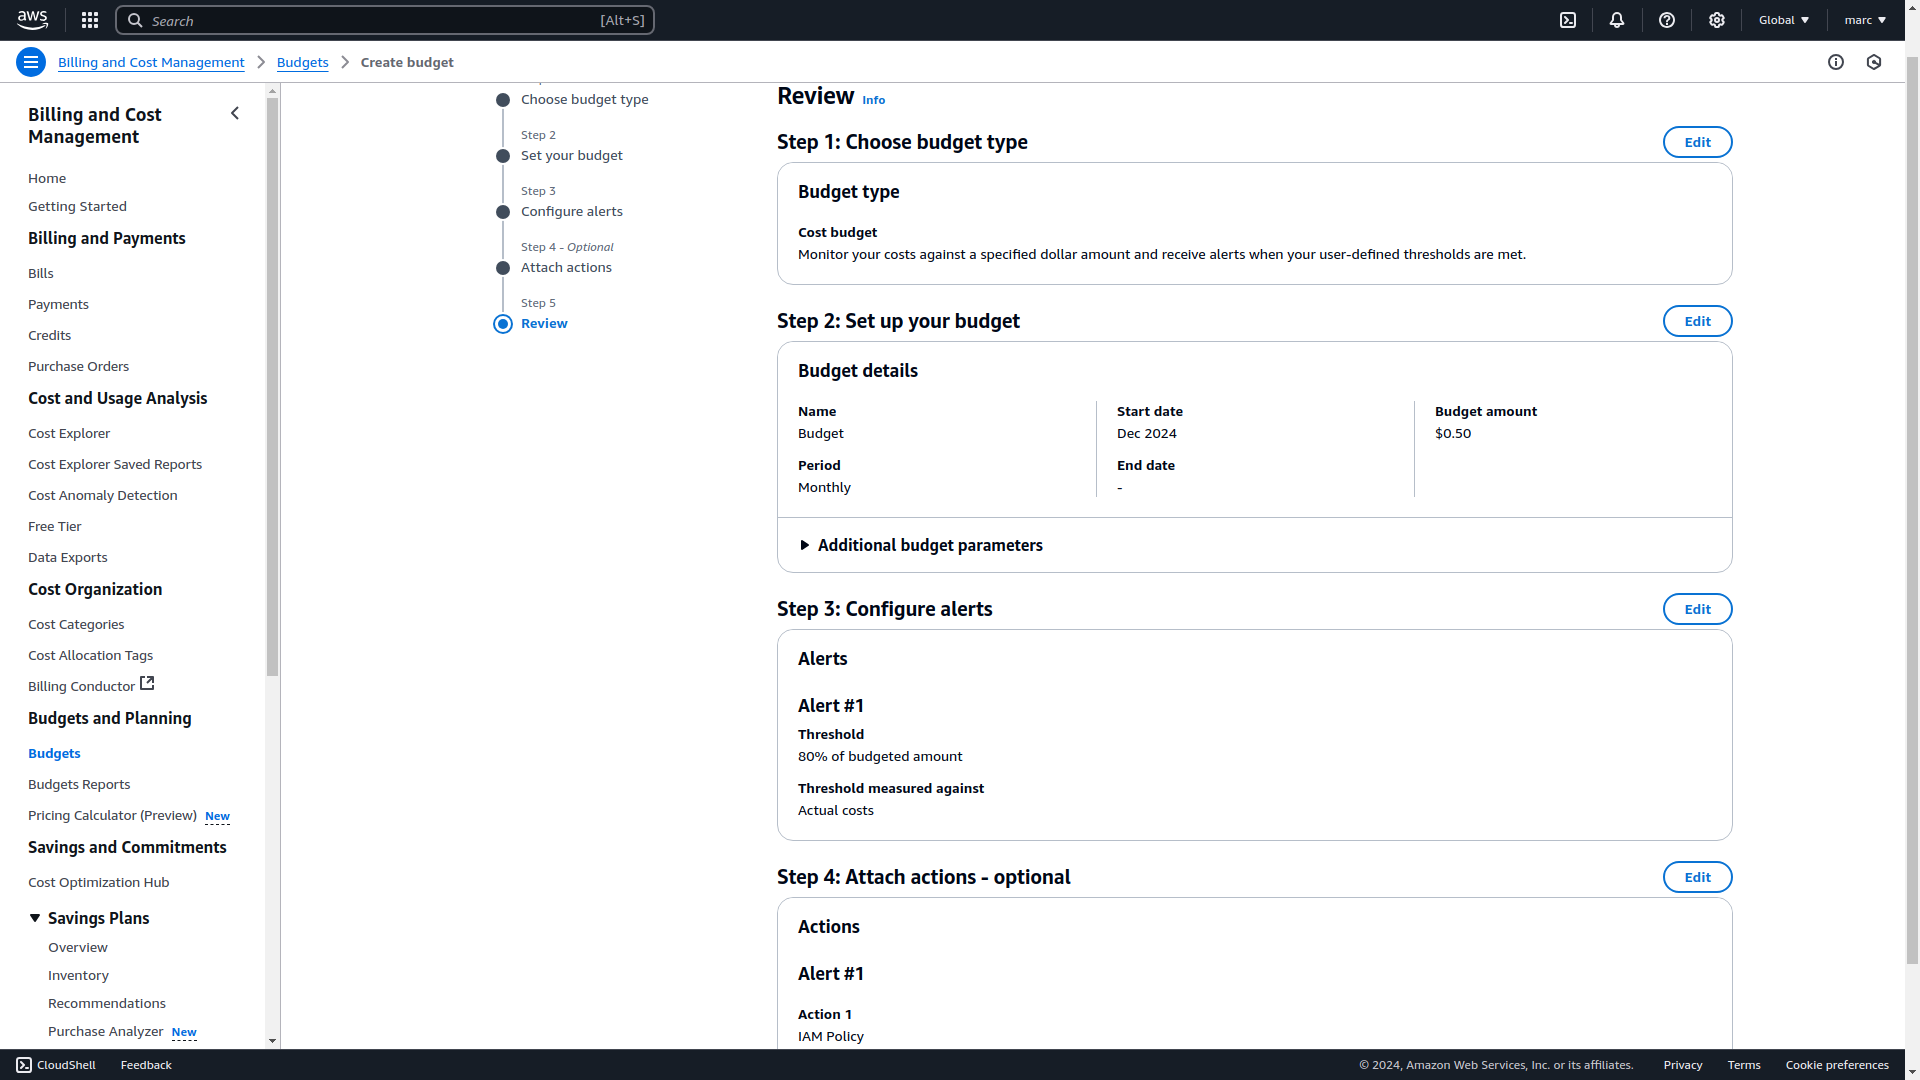 aws
Search
[Alt+S]
Global
marc
Billing and Cost Management
Budgets
Create budget
Billing and Cost
Management
Home
Getting Started
Billing and Payments
Bills
Payments
Credits
Purchase Orders
Cost and Usage Analysis
Cost Explorer
Cost Explorer Saved Reports
Cost Anomaly Detection
Free Tier
Data Exports
Cost Organization
Cost Categories
Cost Allocation Tags
Billing Conductor
Budgets and Planning
Budgets
Budgets Reports
Pricing Calculator (Preview) New
Savings and Commitments
Cost Optimization Hub
Savings Plans
Overview
Inventory
Recommendations
Purchase Analyzer New
Choose budget type
Step 2
Set your budget
Step 3
Configure alerts
Step 4 - Optional
Attach actions
Step 5
Review
Review Info
Step 1: Choose budget type
Edit
Budget type
Cost budget
Monitor your costs against a specified dollar amount and receive alerts when your user-defined thresholds are met.
Step 2: Set up your budget
Edit
Budget details
Name
Budget
Period
Monthly
Start date
Dec 2024
End date
-
Budget amount
$0.50
Additional budget parameters
Step 3: Configure alerts
Edit
Alerts
Alert #1
Threshold
80% of budgeted amount
Threshold measured against
Actual costs
Step 4: Attach actions - optional
Edit
Actions
Alert #1
Action 1
IAM Policy
CloudShell
Feedback
© 2024, Amazon Web Services, Inc. or its affiliates.
Privacy
Terms
Cookie preferences